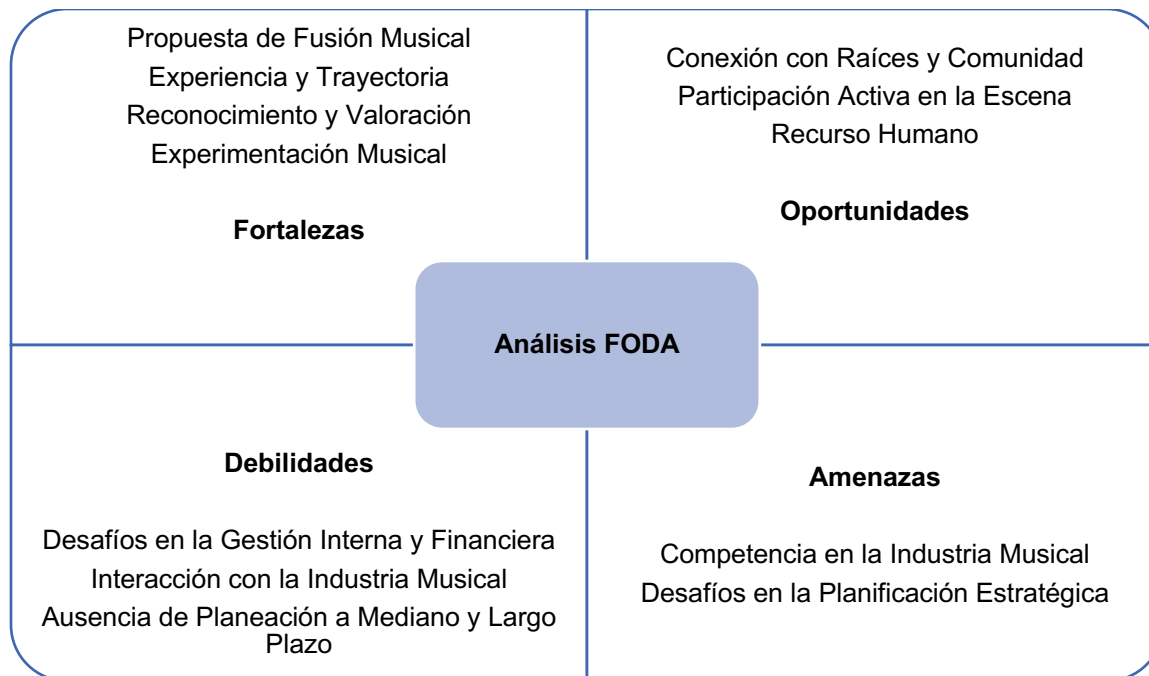 Propuesta de Fusión Musical
Experiencia y Trayectoria
Reconocimiento y Valoración
Experimentación Musical
Fortalezas
Conexión con Raíces y Comunidad
Participación Activa en la Escena
Recurso Humano
Oportunidades
Análisis FODA
Debilidades
Desafíos en la Gestión Interna y Financiera
Interacción con la Industria Musical
Ausencia de Planeación a Mediano y Largo
Plazo
Amenazas
Competencia en la Industria Musical
Desafíos en la Planificación Estratégica